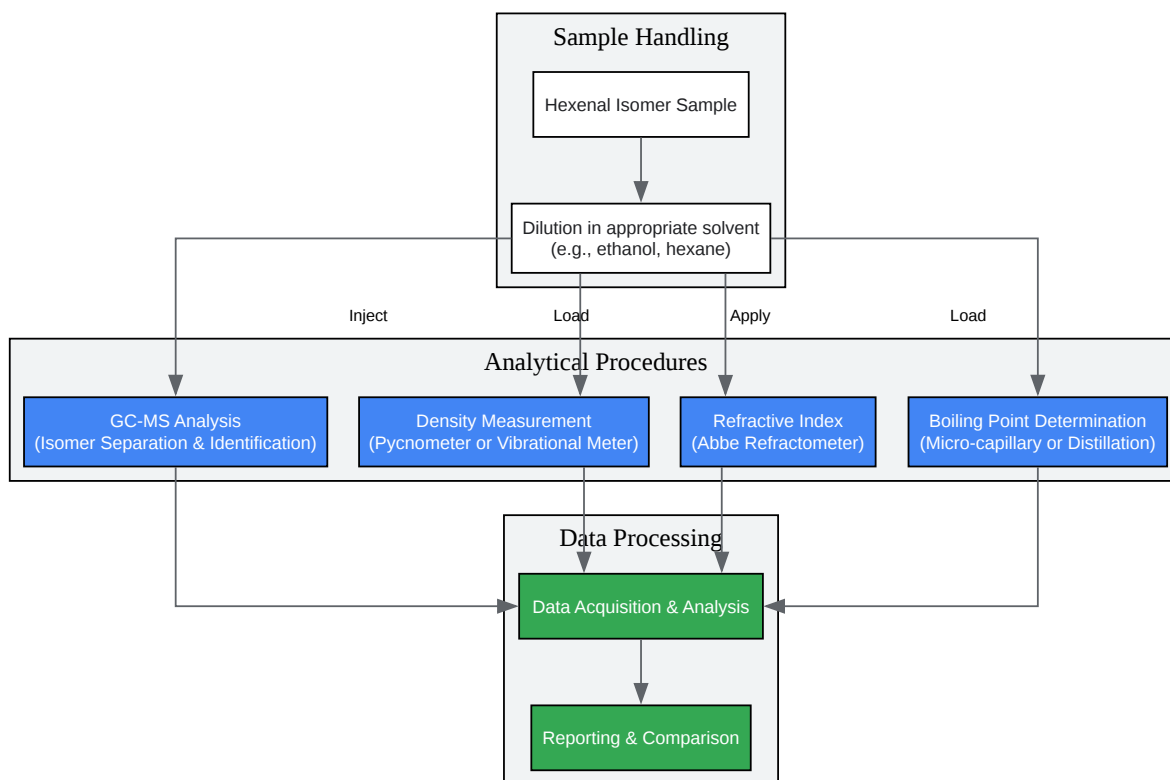 Sample Handling
Hexenal Isomer Sample
Dilution in appropriate solvent
(e.g., ethanol, hexane)
Inject
Load
Apply
Load
Analytical Procedures
GC-MS Analysis
(Isomer Separation & Identification)
Density Measurement
(Pycnometer or Vibrational Meter)
Refractive Index
(Abbe Refractometer)
Boiling Point Determination
(Micro-capillary or Distillation)
Data Processing
Data Acquisition & Analysis
Reporting & Comparison